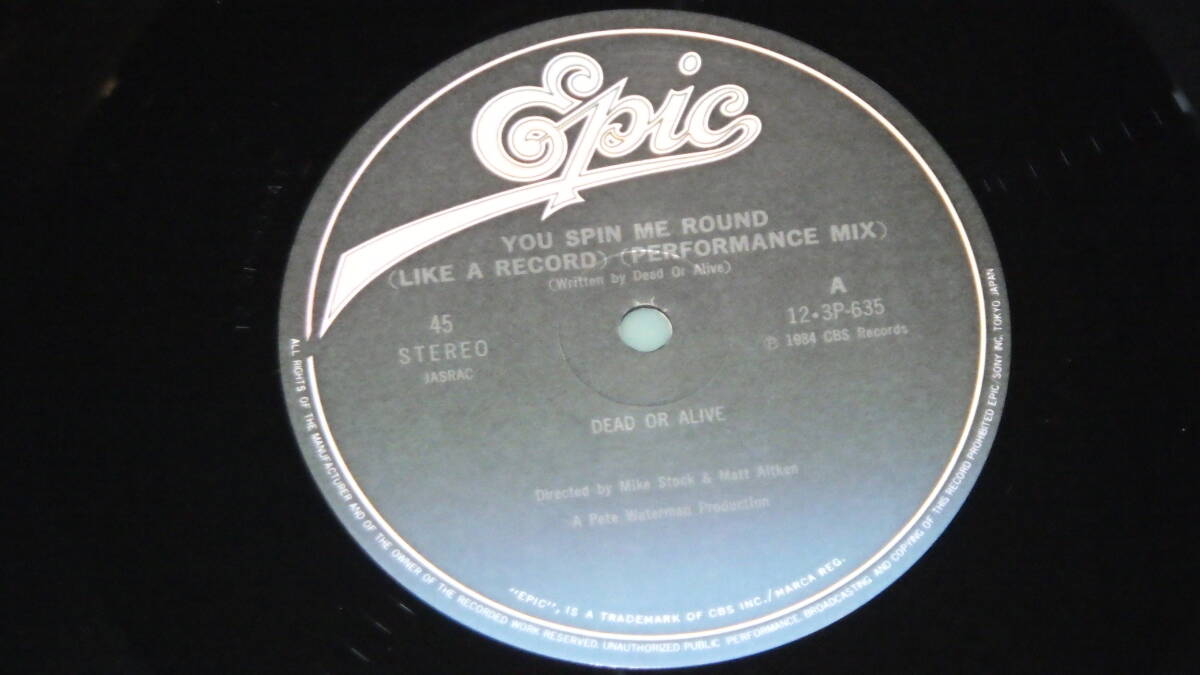 Epic
YOU SPIN ME ROUND
(LIKE A RECORD) (PERFORMANCE MIX)
(Written by Dead Or Alive)
45
STEREO
JASRAC
A
12・3P-635
Ⓟ 1984 CBS Records
DEAD OR ALIVE
Directed by Mike Stock & Matt Aitken
A Pete Waterman Production
"EPIC", IS A TRADEMARK OF CBS INC./MARCA REG.
ALL RIGHTS OF THE MANUFACTURER AND OF THE OWNER OF THE RECORDED WORK RESERVED. UNAUTHORIZED PUBLIC PERFORMANCE, BROADCASTING AND COPYING OF THIS RECORD PROHIBITED EPIC/SONY INC. TOKYO JAPAN